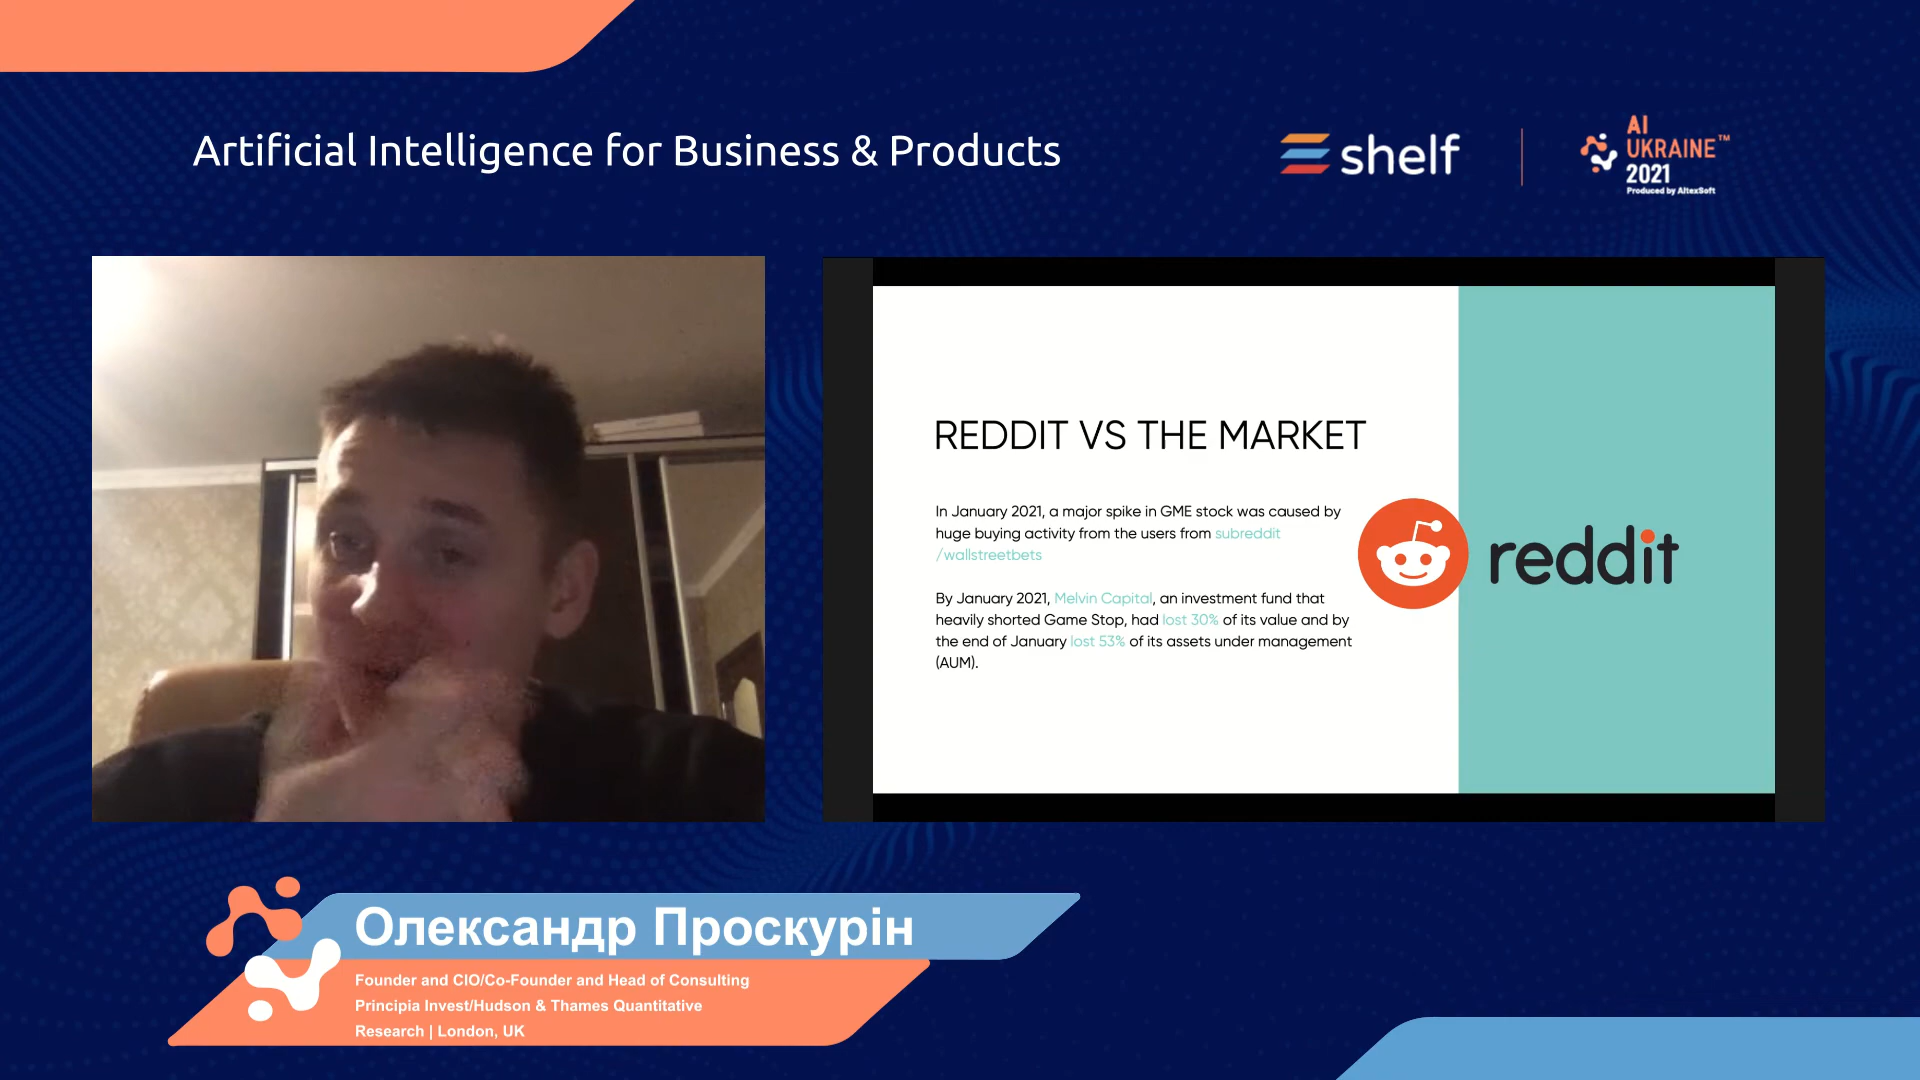 Artificial Intelligence for Business & Products
shelf
AI
UKRAINE™
2021
Produced by AltexSoft
REDDIT VS THE MARKET
In January 2021, a major spike in GME stock was caused by
huge buying activity from the users from subreddit
/wallstreetbets
By January 2021, Melvin Capital, an investment fund that
heavily shorted Game Stop, had lost 30% of its value and by
the end of January lost 53% of its assets under management
(AUM).
reddit
Олександр Проскурін
Founder and CIO/Co-Founder and Head of Consulting
Principia Invest/Hudson & Thames Quantitative
Research | London, UK